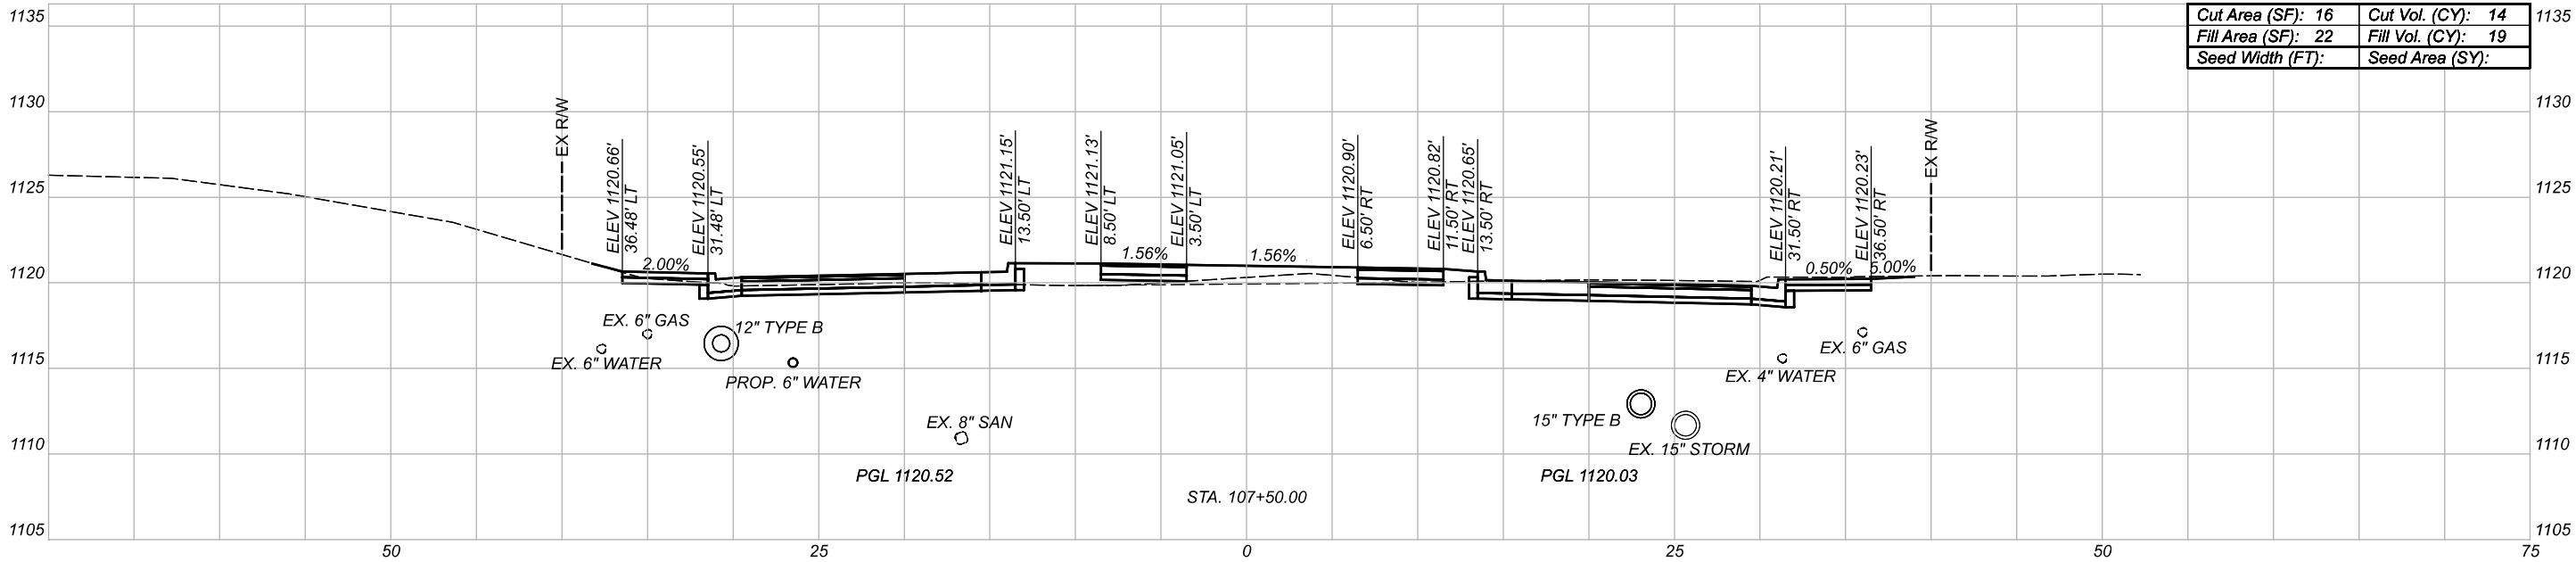 1135
1135
Cut Area (SF): 16 Cut Vol. (CY): 14
Fill Area (SF): 22 Fill Vol. (CY): 19
Seed Width (FT): Seed Area (SY):
1130
1130
EX R/W
ELEV 1120.66'
36.48' LT
ELEV 1120.55'
31.48' LT
ELEV 1121.15'
13.50' LT
ELEV 1121.13'
8.50' LT
ELEV 1121.05'
3.50' LT
ELEV 1120.90'
6.50' RT
ELEV 1120.82'
11.50' RT
ELEV 1120.65'
13.50' RT
ELEV 1120.21'
31.50' RT
ELEV 1120.23'
36.50' RT
EX R/W
1125
1125
2.00%
1.56%
1.56%
0.50%
5.00%
1120
1120
EX. 6" GAS
12" TYPE B
EX. 6" WATER
PROP. 6" WATER
EX. 6" GAS
EX. 4" WATER
1115
1115
EX. 8" SAN
15" TYPE B
EX. 15" STORM
1110
1110
PGL 1120.52
PGL 1120.03
STA. 107+50.00
1105
1105
50 25 0 25 50 75